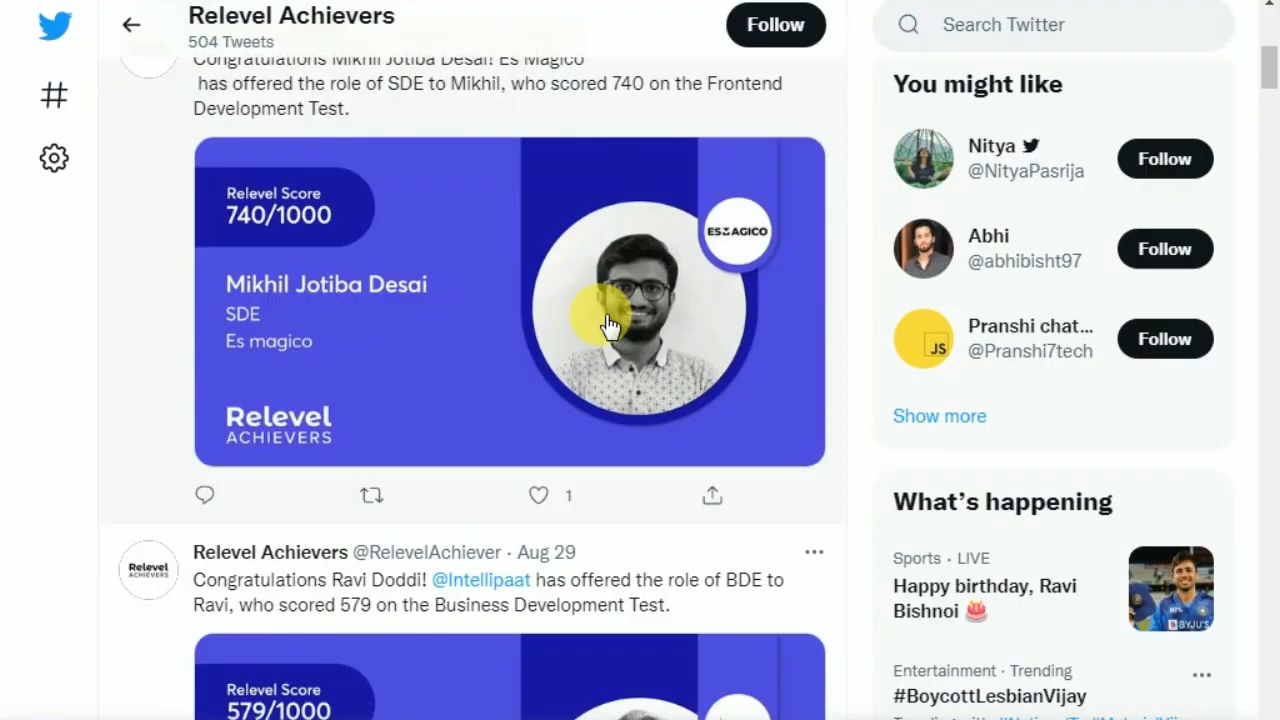 Relevel Achievers
504 Tweets
Follow
Search Twitter
Congratulations Mikhil Jotiba Desai! Es Magico
has offered the role of SDE to Mikhil, who scored 740 on the Frontend
Development Test.
Relevel Score
740/1000
ESMAGICO
Mikhil Jotiba Desai
SDE
Es magico
Relevel
ACHIEVERS
1
Relevel
ACHIEVERS
Relevel Achievers @RelevelAchiever · Aug 29
Congratulations Ravi Doddi! @Intellipaat has offered the role of BDE to
Ravi, who scored 579 on the Business Development Test.
Relevel Score
579/1000
You might like
Nitya
@NityaPasrija
Follow
Abhi
@abhibisht97
Follow
JS
Pranshi chat...
@Pranshi7tech
Follow
Show more
What's happening
Sports · LIVE
Happy birthday, Ravi
Bishnoi
BYJU'S
Entertainment · Trending
#BoycottLesbianVijay